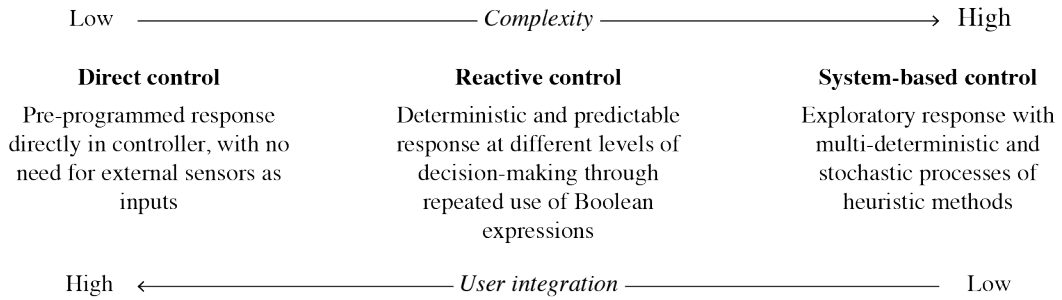 Low Complexity High
Direct control
Pre-programmed response
directly in controller, with no
need for external sensors as
inputs
Reactive control
Deterministic and predictable
response at different levels of
decision-making through
repeated use of Boolean
expressions
System-based control
Exploratory response with
multi-deterministic and
stochastic processes of
heuristic methods
High User integration Low